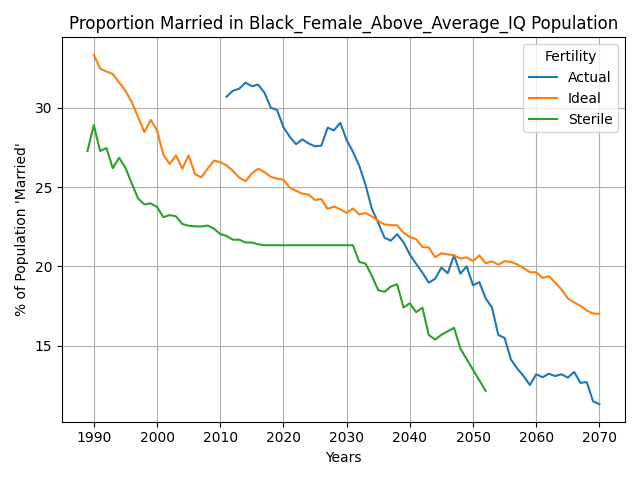 Proportion Married in Black_Female_Above_Average_IQ Population
% of Population 'Married'
30
25
20
15
Fertility
Actual
Ideal
Sterile
1990 2000 2010 2020 2030 2040 2050 2060 2070
Years